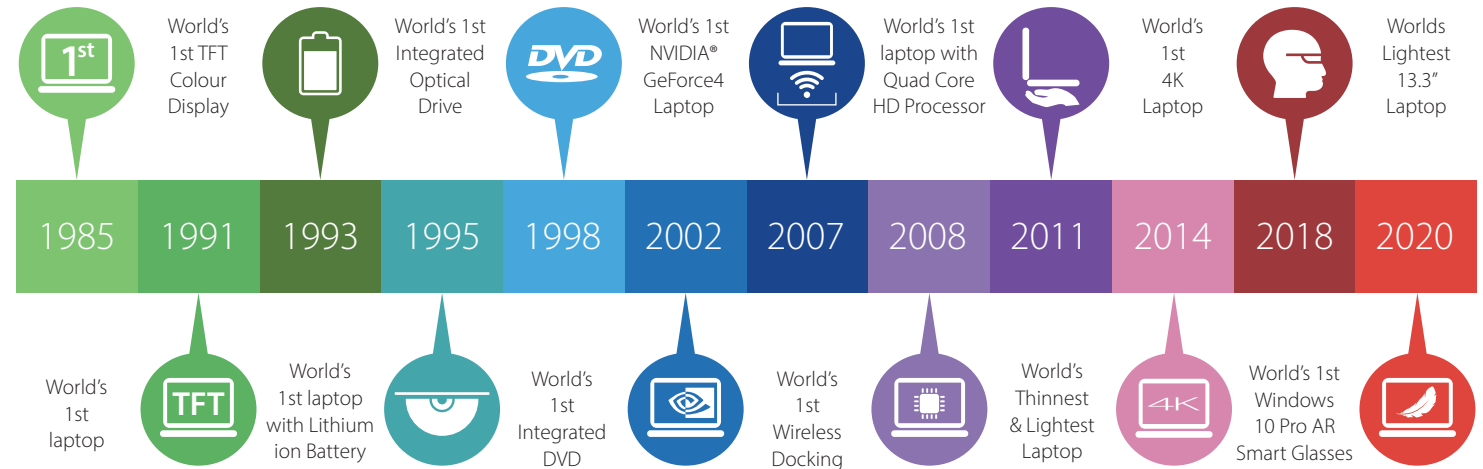 1st
World's
1st TFT
Colour
Display
World's 1st
Integrated
Optical
Drive
DVD
World's 1st
NVIDIA®
GeForce4
Laptop
World's 1st
laptop with
Quad Core
HD Processor
World's
1st
4K
Laptop
Worlds
Lightest
13.3”
Laptop
1985
1991
1993
1995
1998
2002
2007
2008
2011
2014
2018
2020
World's
1st
laptop
TFT
World's
1st laptop
with Lithium
ion Battery
World's
1st
Integrated
DVD
World's
1st
Wireless
Docking
World's
Thinnest
& Lightest
Laptop
4K
World's 1st
Windows
10 Pro AR
Smart Glasses